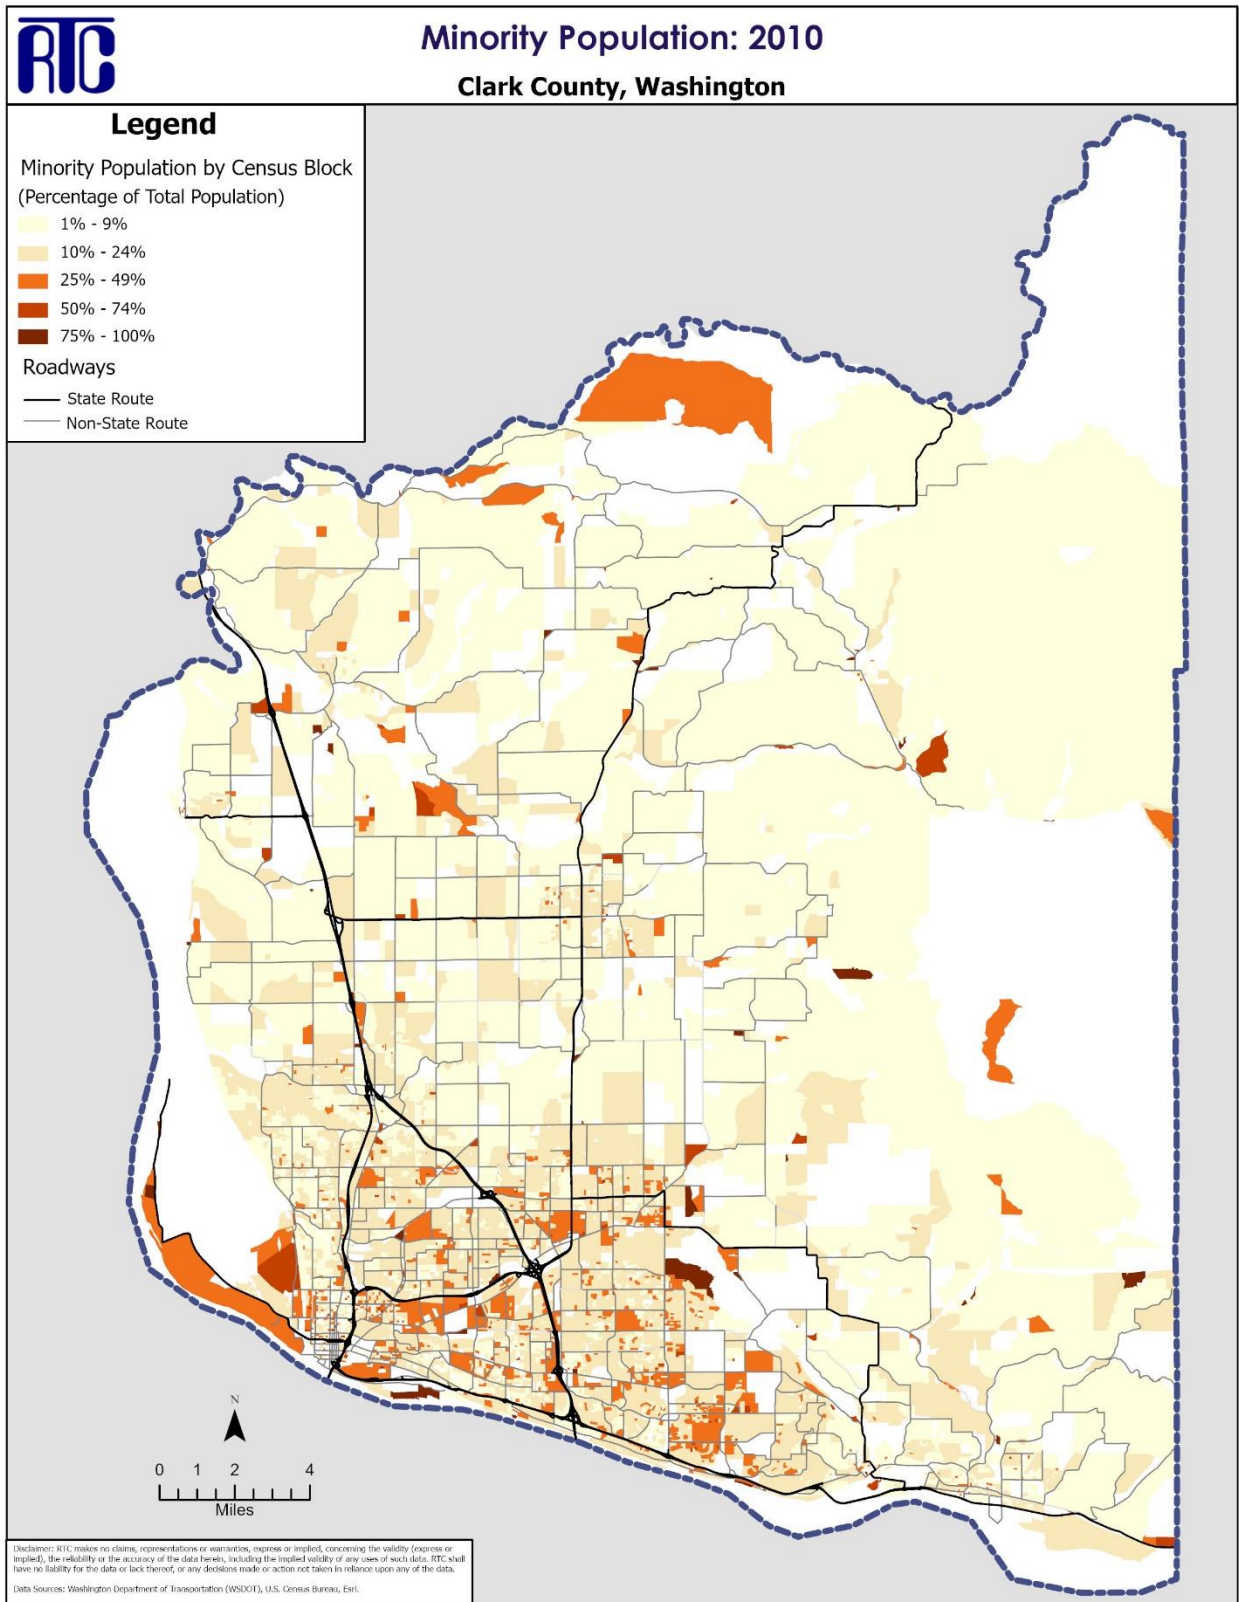 RTC
Minority Population: 2010
Clark County, Washington
Legend
Minority Population by Census Block
(Percentage of Total Population)
1% - 9%
10% - 24%
25% - 49%
50% - 74%
75% - 100%
Roadways
State Route
Non-State Route
N
0 1 2 4
Miles
Disclaimer: RTC makes no claims, representations or warranties, express or implied, concerning the validity (express or
implied), the reliability or the accuracy of the data herein, including the implied validity of any uses of such data. RTC shall
have no liability for the data or lack thereof, or any decisions made or action not taken in reliance upon any of the data.
Data Sources: Washington Department of Transportation (WSDOT), U.S. Census Bureau, Esri.